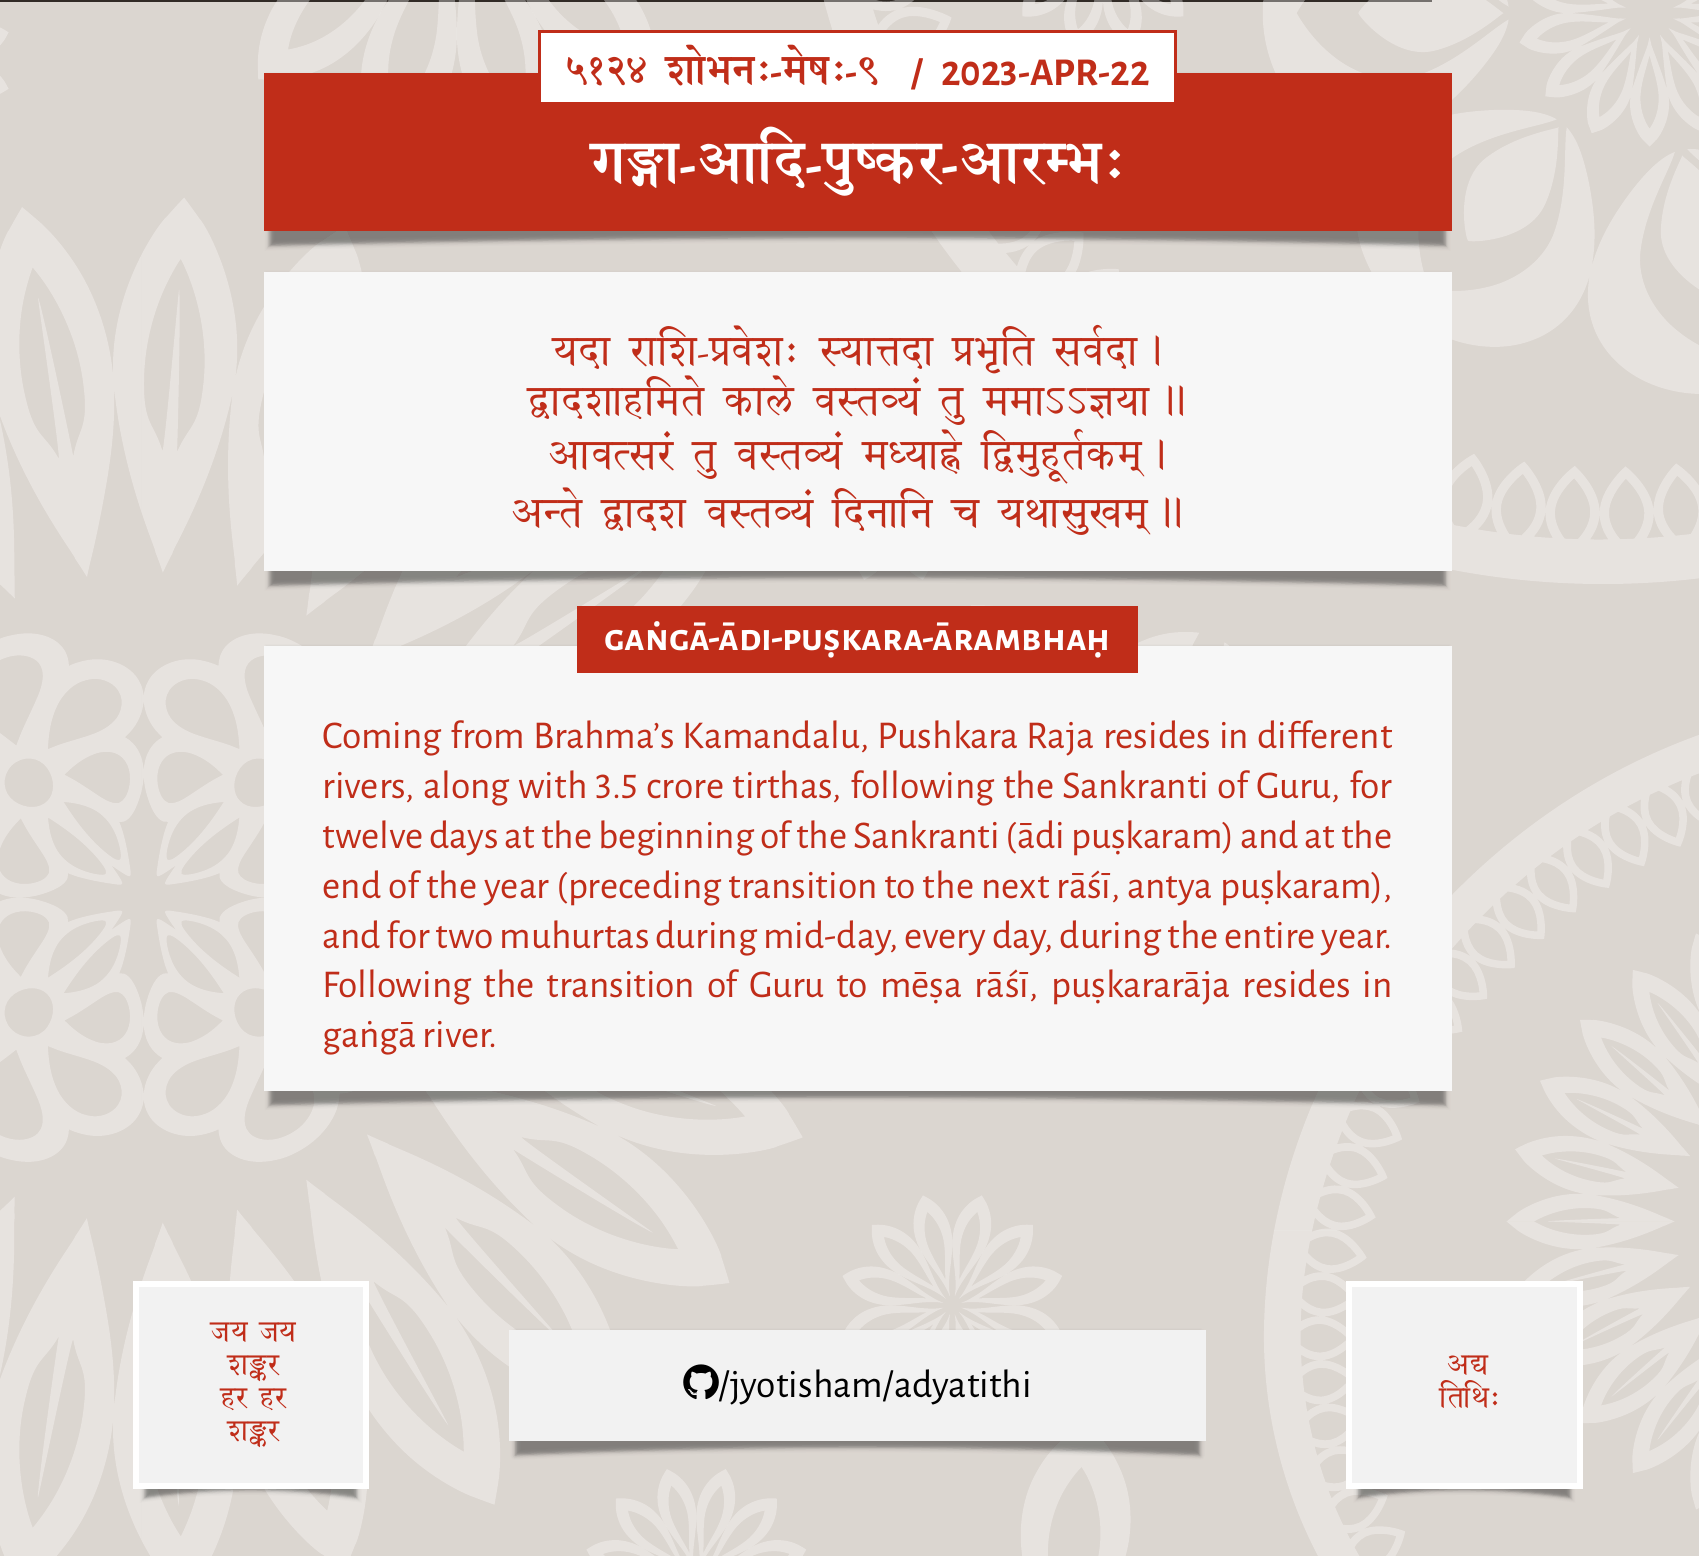 ५१२४ शोभनः-मेषः-९ / 2023-APR-22
गङ्गा-आदि-पुष्कर-आरम्भः
यदा राशि-प्रवेशः स्यात्तदा प्रभृति सर्वदा।
द्वादशाहमिते काले वस्तव्यं तु ममाऽऽज्ञया॥
आवत्सरं तु वस्तव्यं मध्याह्ने द्विमुहूर्तकम्।
अन्ते द्वादश वस्तव्यं दिनानि च यथासुखम्॥
GAṄGĀ-ĀDI-PUṢKARA-ĀRAMBHAḤ
Coming from Brahma’s Kamandalu, Pushkara Raja resides in different
rivers, along with 3.5 crore tirthas, following the Sankranti of Guru, for
twelve days at the beginning of the Sankranti (ādi puṣkaram) and at the
end of the year (preceding transition to the next rāśī, antya puṣkaram),
and for two muhurtas during mid-day, every day, during the entire year.
Following the transition of Guru to mēṣa rāśī, puṣkararāja resides in
gaṅgā river.
जय जय
शङ्कर
हर हर
शङ्कर
/jyotisham/adyatithi
अद्य
तिथिः